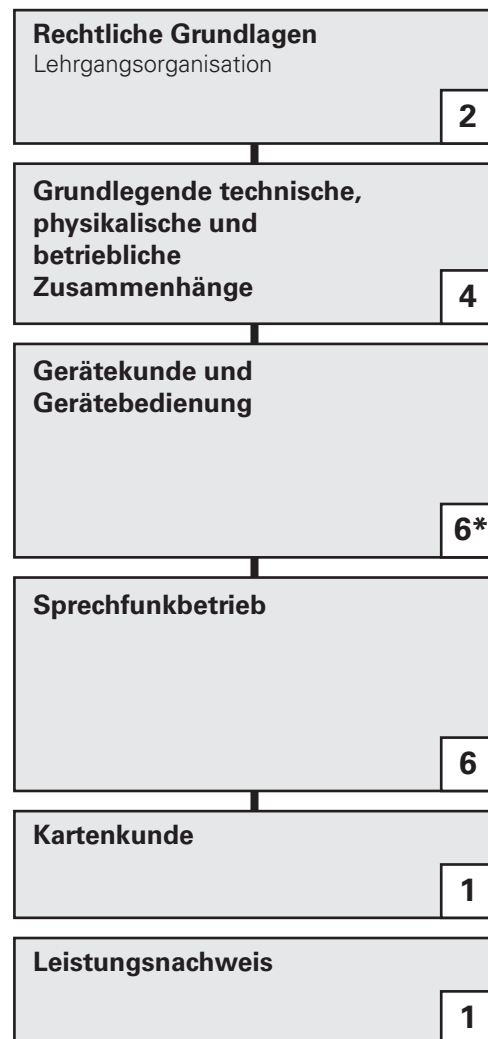 Rechtliche Grundlagen
Lehrgangsorganisation
2
Grundlegende technische,
physikalische und
betriebliche
Zusammenhänge
4
Gerätekunde und
Gerätebedienung
6*
Sprechfunkbetrieb
6
Kartenkunde
1
Leistungsnachweis
1